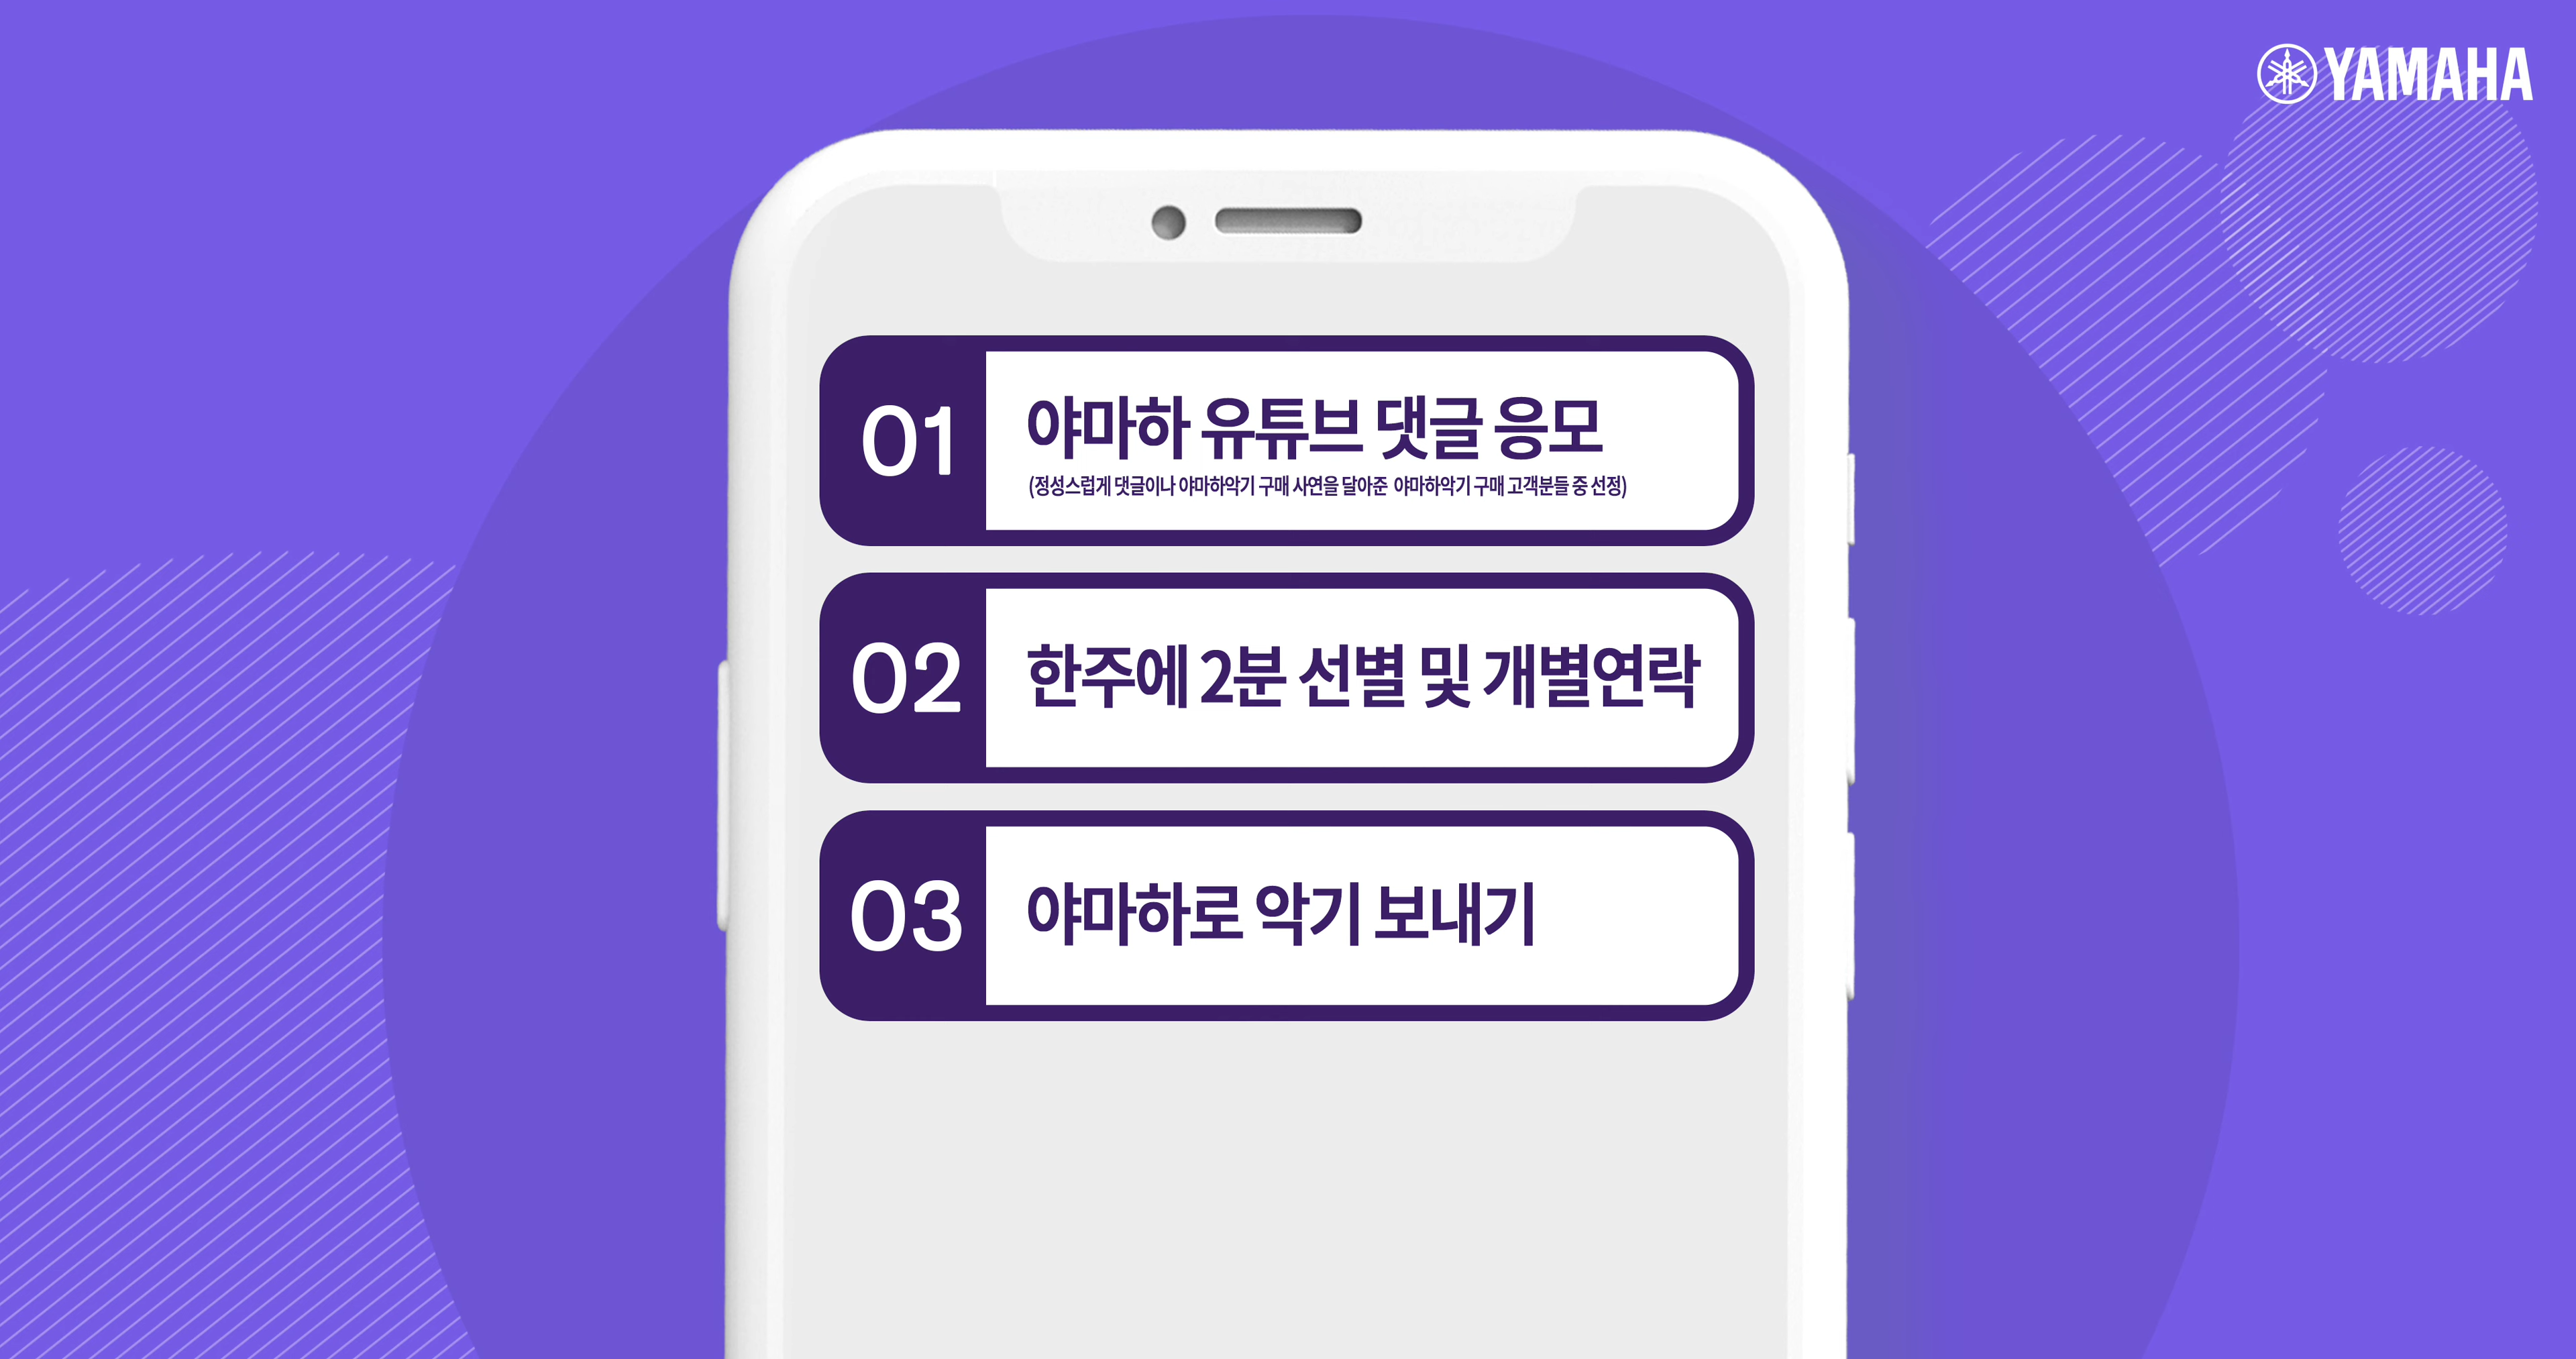 YAMAHA
01
야마하 유튜브 댓글 응모
(정성스럽게 댓글이나 야마하악기 구매 사연을 달아준 야마하악기 구매 고객분들 중 선정)
02
한주에 2분 선별 및 개별연락
03
야마하로 악기 보내기